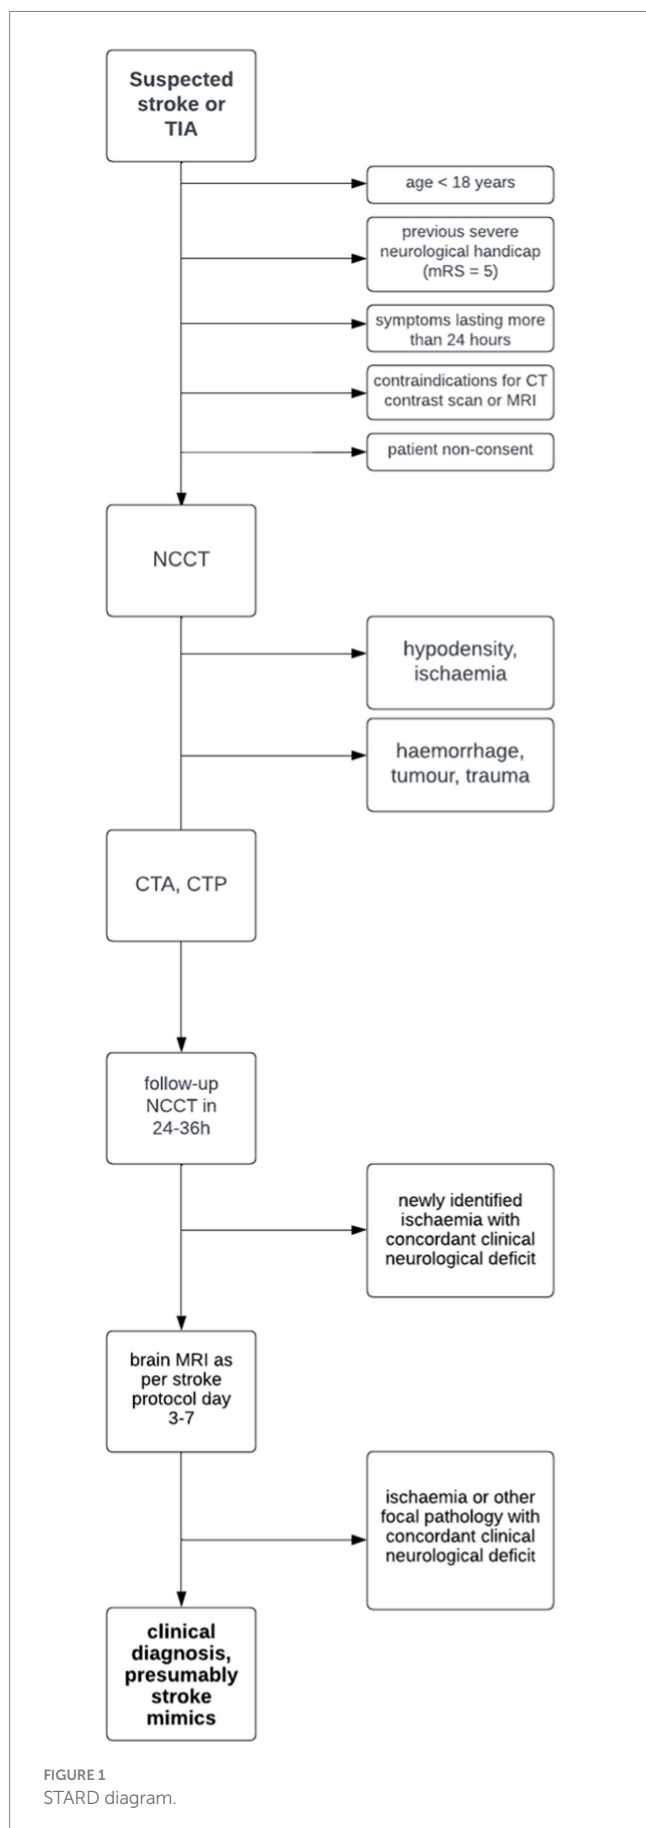 Suspected
stroke or
TIA
age < 18 years
previous severe
neurological handicap
(mRS = 5)
symptoms lasting more
than 24 hours
contraindications for CT
contrast scan or MRI
patient non-consent
NCCT
hypodensity,
ischaemia
haemorrhage,
tumour, trauma
CTA, CTP
follow-up
NCCT in
24-36h
newly identified
ischaemia with
concordant clinical
neurological deficit
brain MRI as
per stroke
protocol day
3-7
ischaemia or other
focal pathology with
concordant clinical
neurological deficit
clinical
diagnosis,
presumably
stroke
mimics
FIGURE 1
STARD diagram.